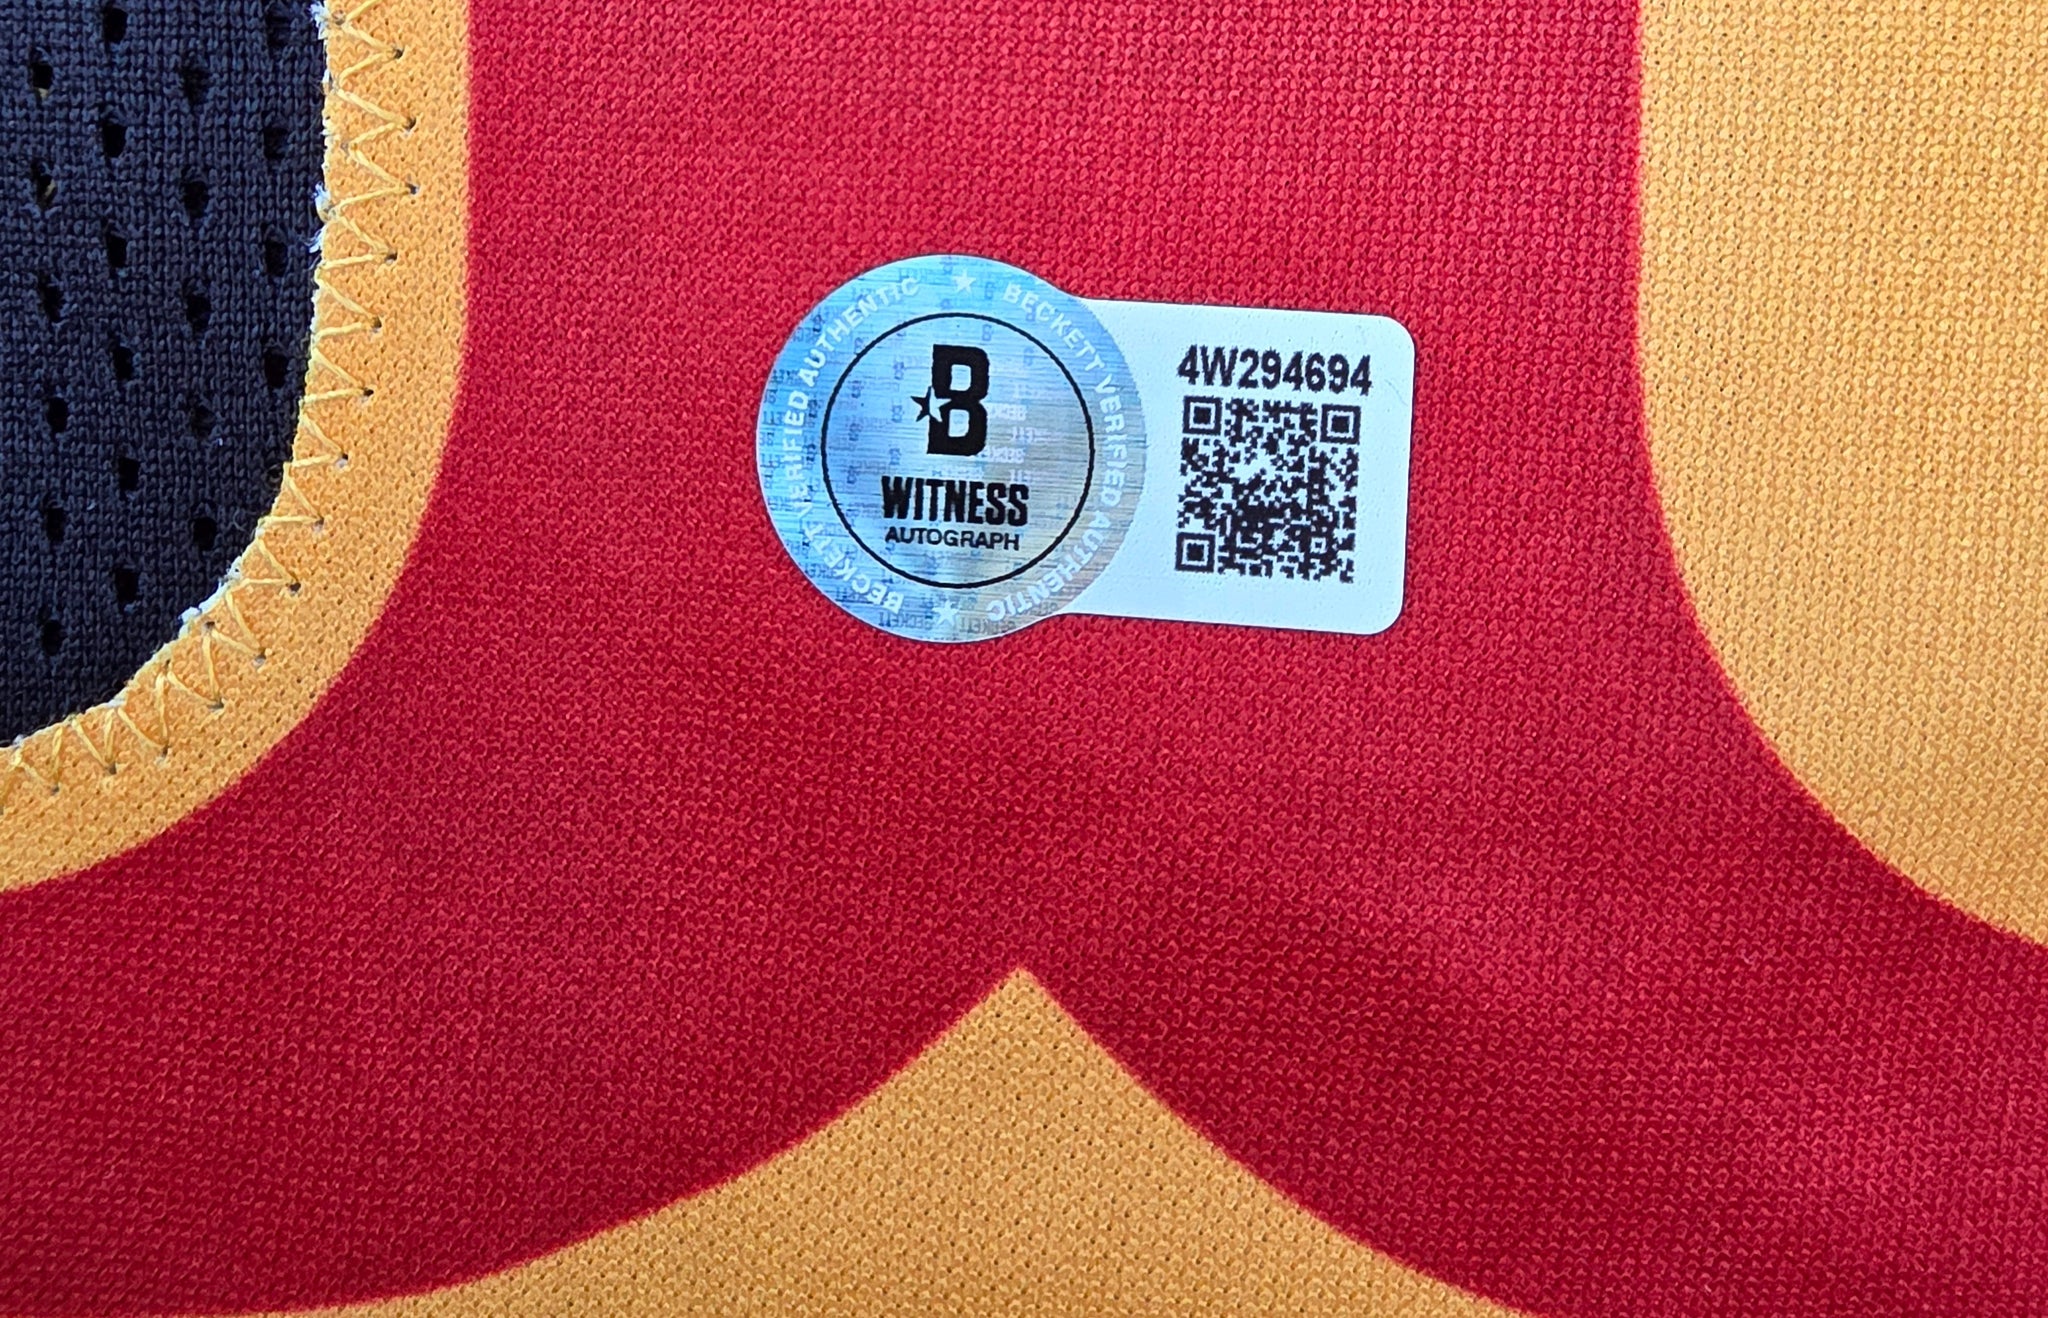 BECKETT VERIFIED AUTHENTIC ★ BECKETT VERIFIED AUTHENTIC ★
B
WITNESS
AUTOGRAPH
4W294694